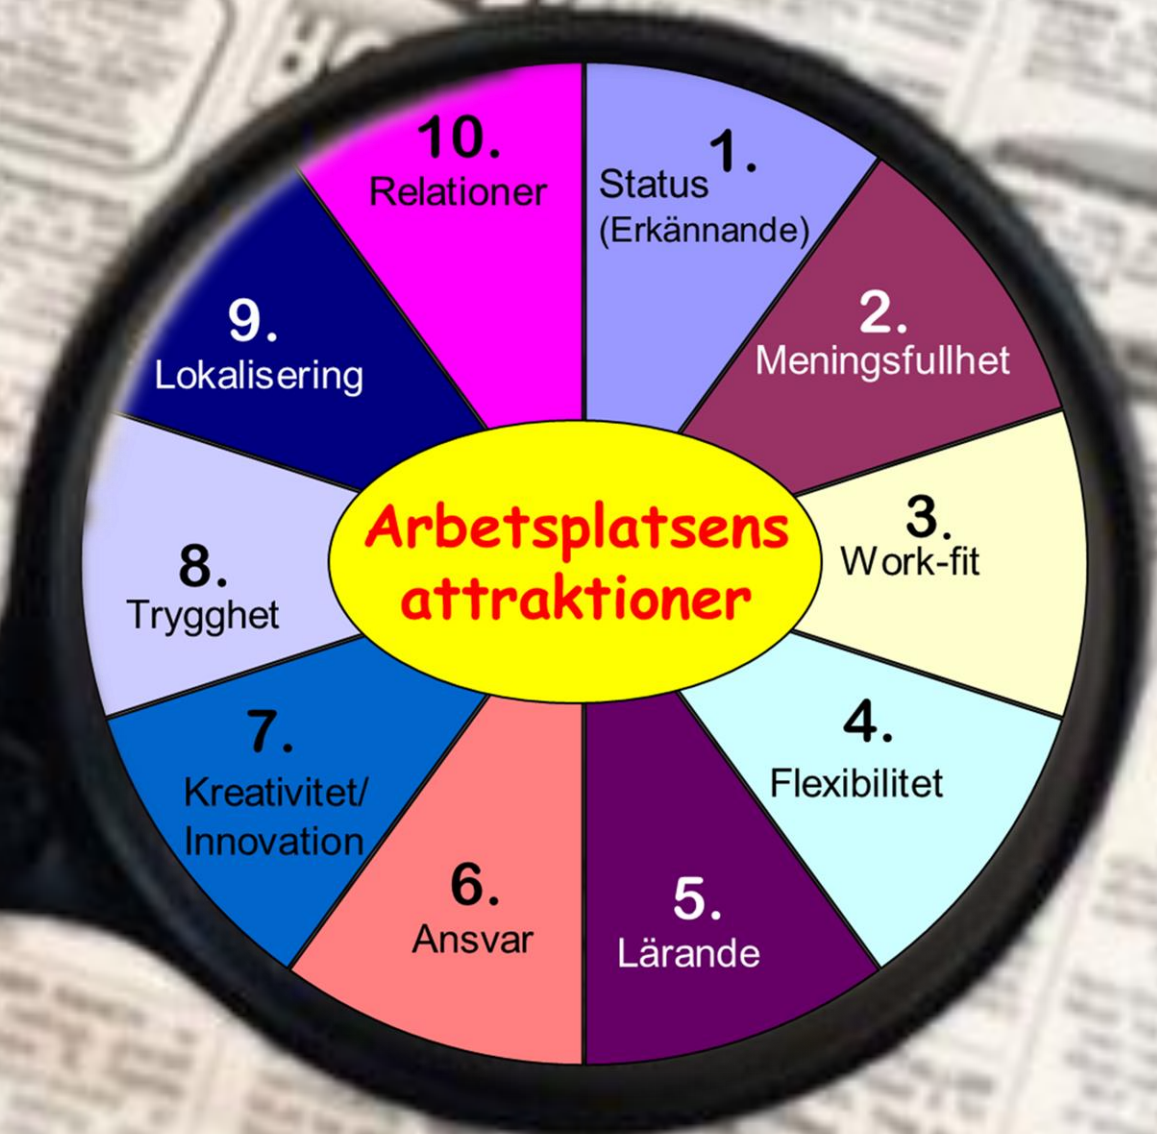 Arbetsplatsens
attraktioner
1.
Status
(Erkännande)
2.
Meningsfullhet
3.
Work-fit
4.
Flexibilitet
5.
Lärande
6.
Ansvar
7.
Kreativitet/
Innovation
8.
Trygghet
9.
Lokalisering
10.
Relationer